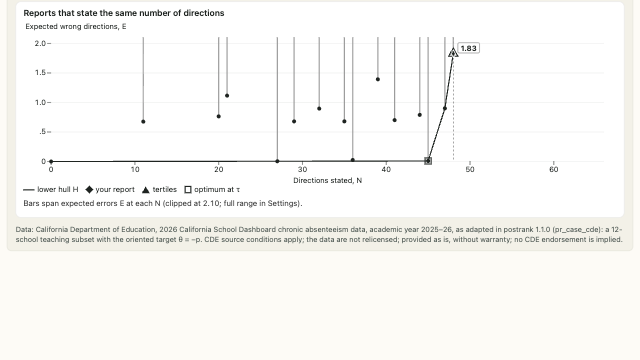 Reports that state the same number of directions
Expected wrong directions, E
2.0
1.5
1.0
.5
0
0 10 20 30 40 50 60
1.83
Directions stated, N
lower hull H your report tertiles optimum at τ
Bars span expected errors E at each N (clipped at 2.10; full range in Settings).
Data: California Department of Education, 2026 California School Dashboard chronic absenteeism data, academic year 2025–26, as adapted in postrank 1.1.0 (pr_case_cde): a 12-
school teaching subset with the oriented target θ = −p. CDE source conditions apply; the data are not relicensed; provided as is, without warranty; no CDE endorsement is implied.